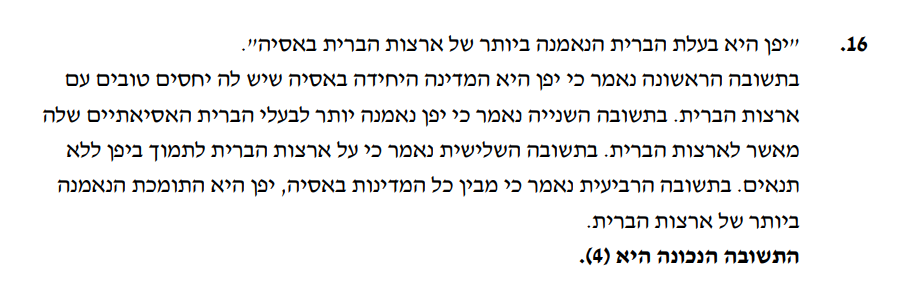 16. "יפן היא בעלת הברית הנאמנה ביותר של ארצות הברית באסיה".
בתשובה הראשונה נאמר כי יפן היא המדינה היחידה באסיה שיש לה יחסים טובים עם
ארצות הברית. בתשובה השנייה נאמר כי יפן נאמנה יותר לבעלי הברית האסיאתיים שלה
מאשר לארצות הברית. בתשובה השלישית נאמר כי על ארצות הברית לתמוך ביפן ללא
תנאים. בתשובה הרביעית נאמר כי מבין כל המדינות באסיה, יפן היא התומכת הנאמנה
ביותר של ארצות הברית.
התשובה הנכונה היא (4).